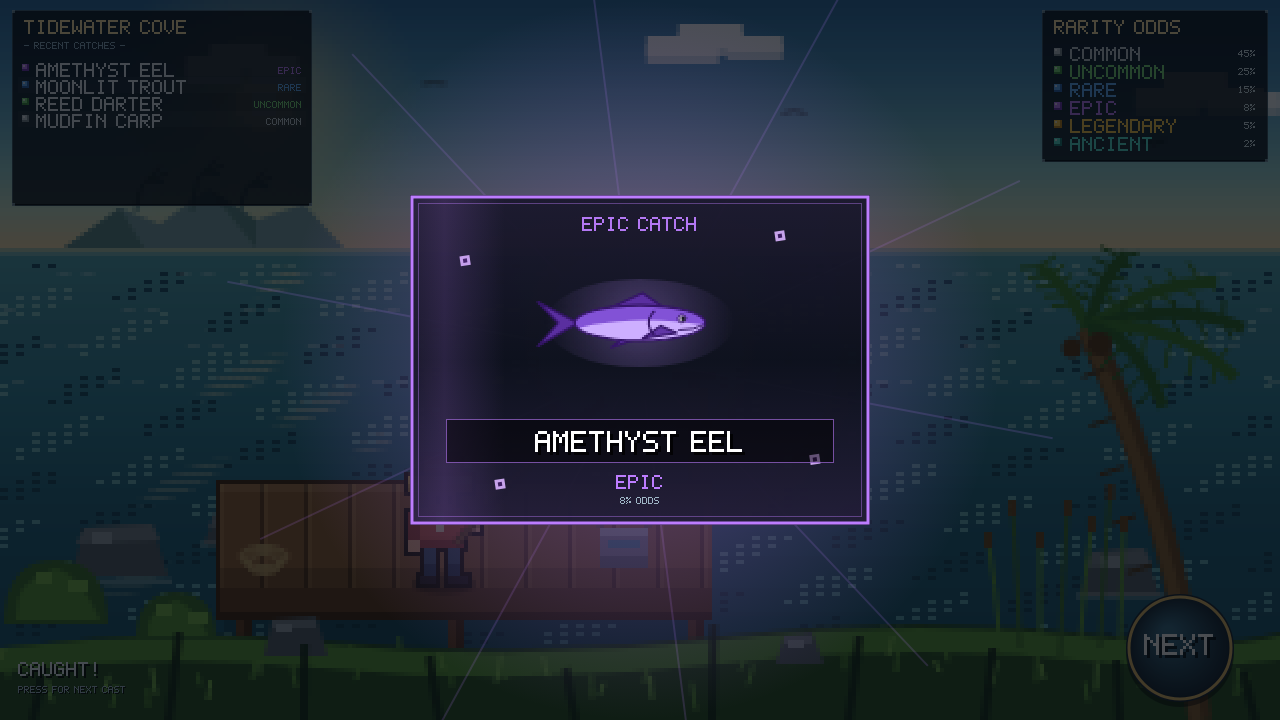 TIDEWATER COVE
- RECENT CATCHES -
AMETHYST EEL EPIC
MOONLIT TROUT RARE
REED DARTER UNCOMMON
MUDFIN CARP COMMON
RARITY ODDS
COMMON 45%
UNCOMMON 25%
RARE 15%
EPIC 8%
LEGENDARY 5%
ANCIENT 2%
EPIC CATCH
AMETHYST EEL
EPIC
8% ODDS
CAUGHT!
PRESS FOR NEXT CAST
NEXT